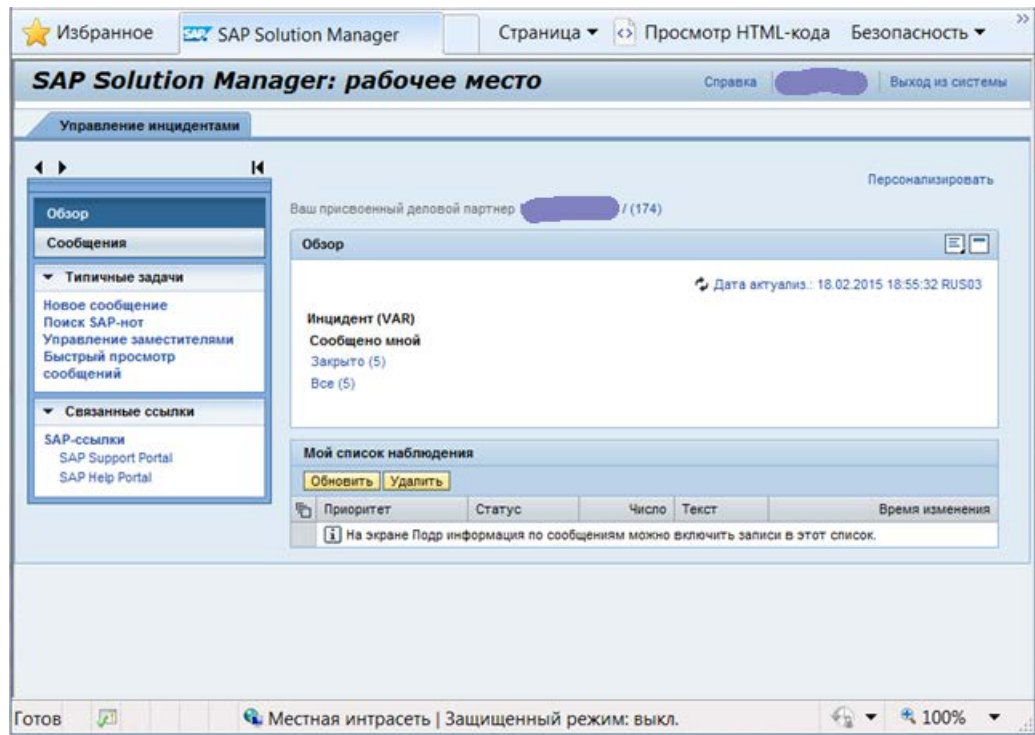 Избранное SAP Solution Manager Страница Просмотр HTML-кода Безопасность »
SAP Solution Manager: рабочее место Справка Выход из системы
Управление инцидентами
Персонализировать
Ваш присвоенный деловой партнер / (174)
Обзор
Сообщения
Типичные задачи
Новое сообщение
Поиск SAP-нот
Управление заместителями
Быстрый просмотр
сообщений
Связанные ссылки
SAP-ссылки
SAP Support Portal
SAP Help Portal
Обзор
Дата актуализ.: 18.02.2015 18:55:32 RUS03
Инцидент (VAR)
Сообщено мной
Закрыто (5)
Все (5)
Мой список наблюдения
Обновить Удалить
Приоритет Статус Число Текст Время изменения
На экране Подр информация по сообщениям можно включить записи в этот список.
Готов Местная интрасеть | Защищенный режим: выкл. 100%